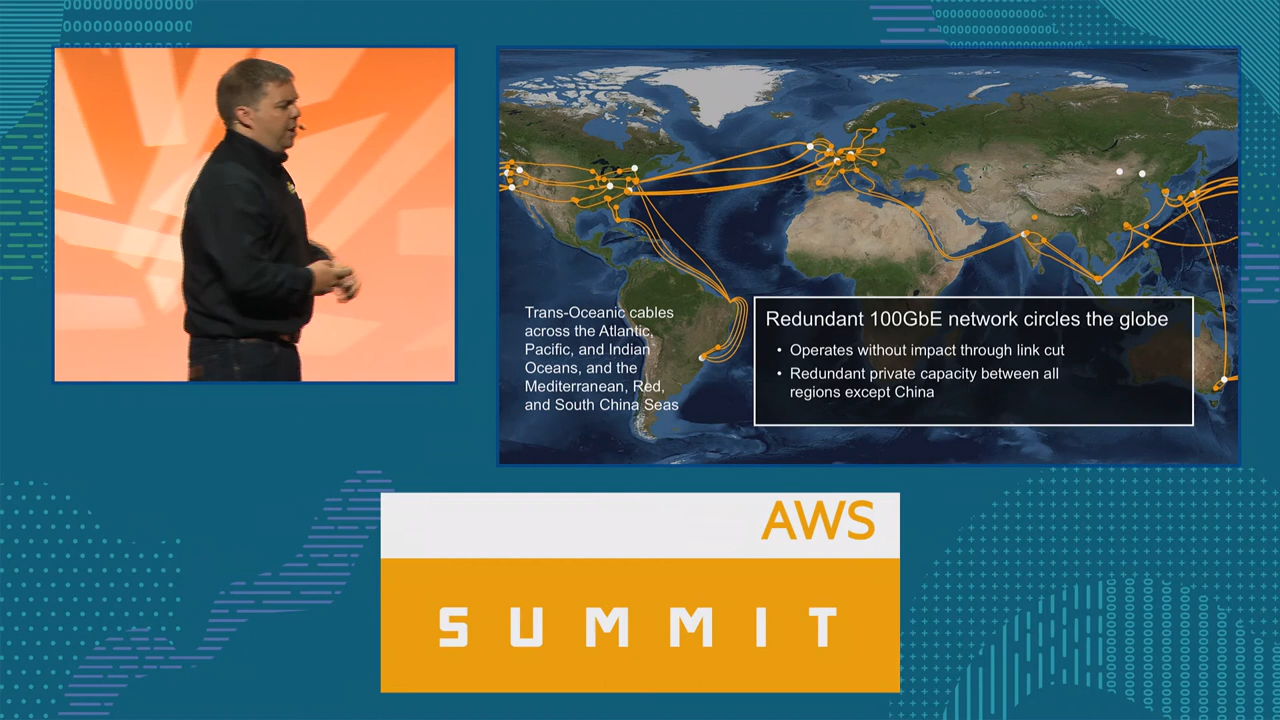 Trans-Oceanic cables
across the Atlantic,
Pacific, and Indian
Oceans, and the
Mediterranean, Red,
and South China Seas
Redundant 100GbE network circles the globe
• Operates without impact through link cut
• Redundant private capacity between all
regions except China
AWS
SUMMIT